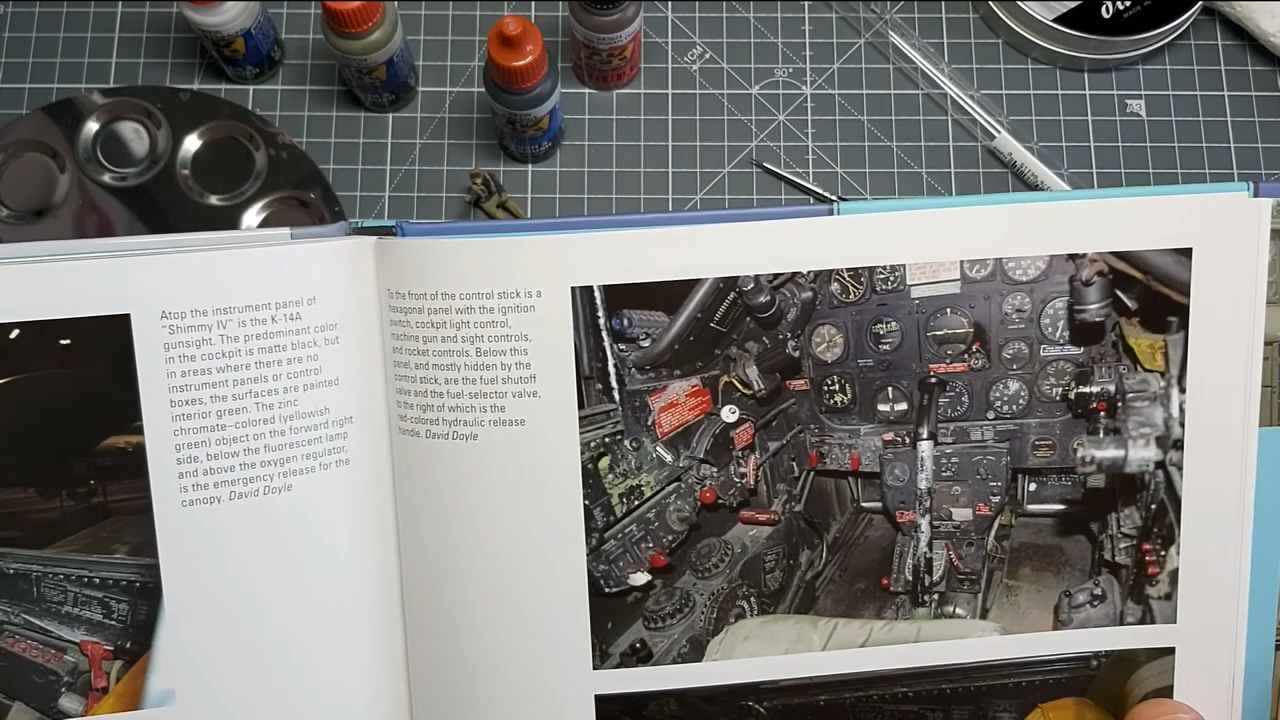 1CM
90°
A3
Atop the instrument panel of
“Shimmy IV” is the K-14A
gunsight. The predominant color
in the cockpit is matte black, but
in areas where there are no
instrument panels or control
boxes, the surfaces are painted
interior green. The zinc
chromate–colored (yellowish
green) object on the forward right
side, below the fluorescent lamp
and above the oxygen regulator,
is the emergency release for the
canopy. David Doyle
To the front of the control stick is a
hexagonal panel with the ignition
switch, cockpit light control,
machine gun and sight controls,
and rocket controls. Below this
panel, and mostly hidden by the
control stick, are the fuel shutoff
valve and the fuel-selector valve,
to the right of which is the
red-colored hydraulic release
handle. David Doyle